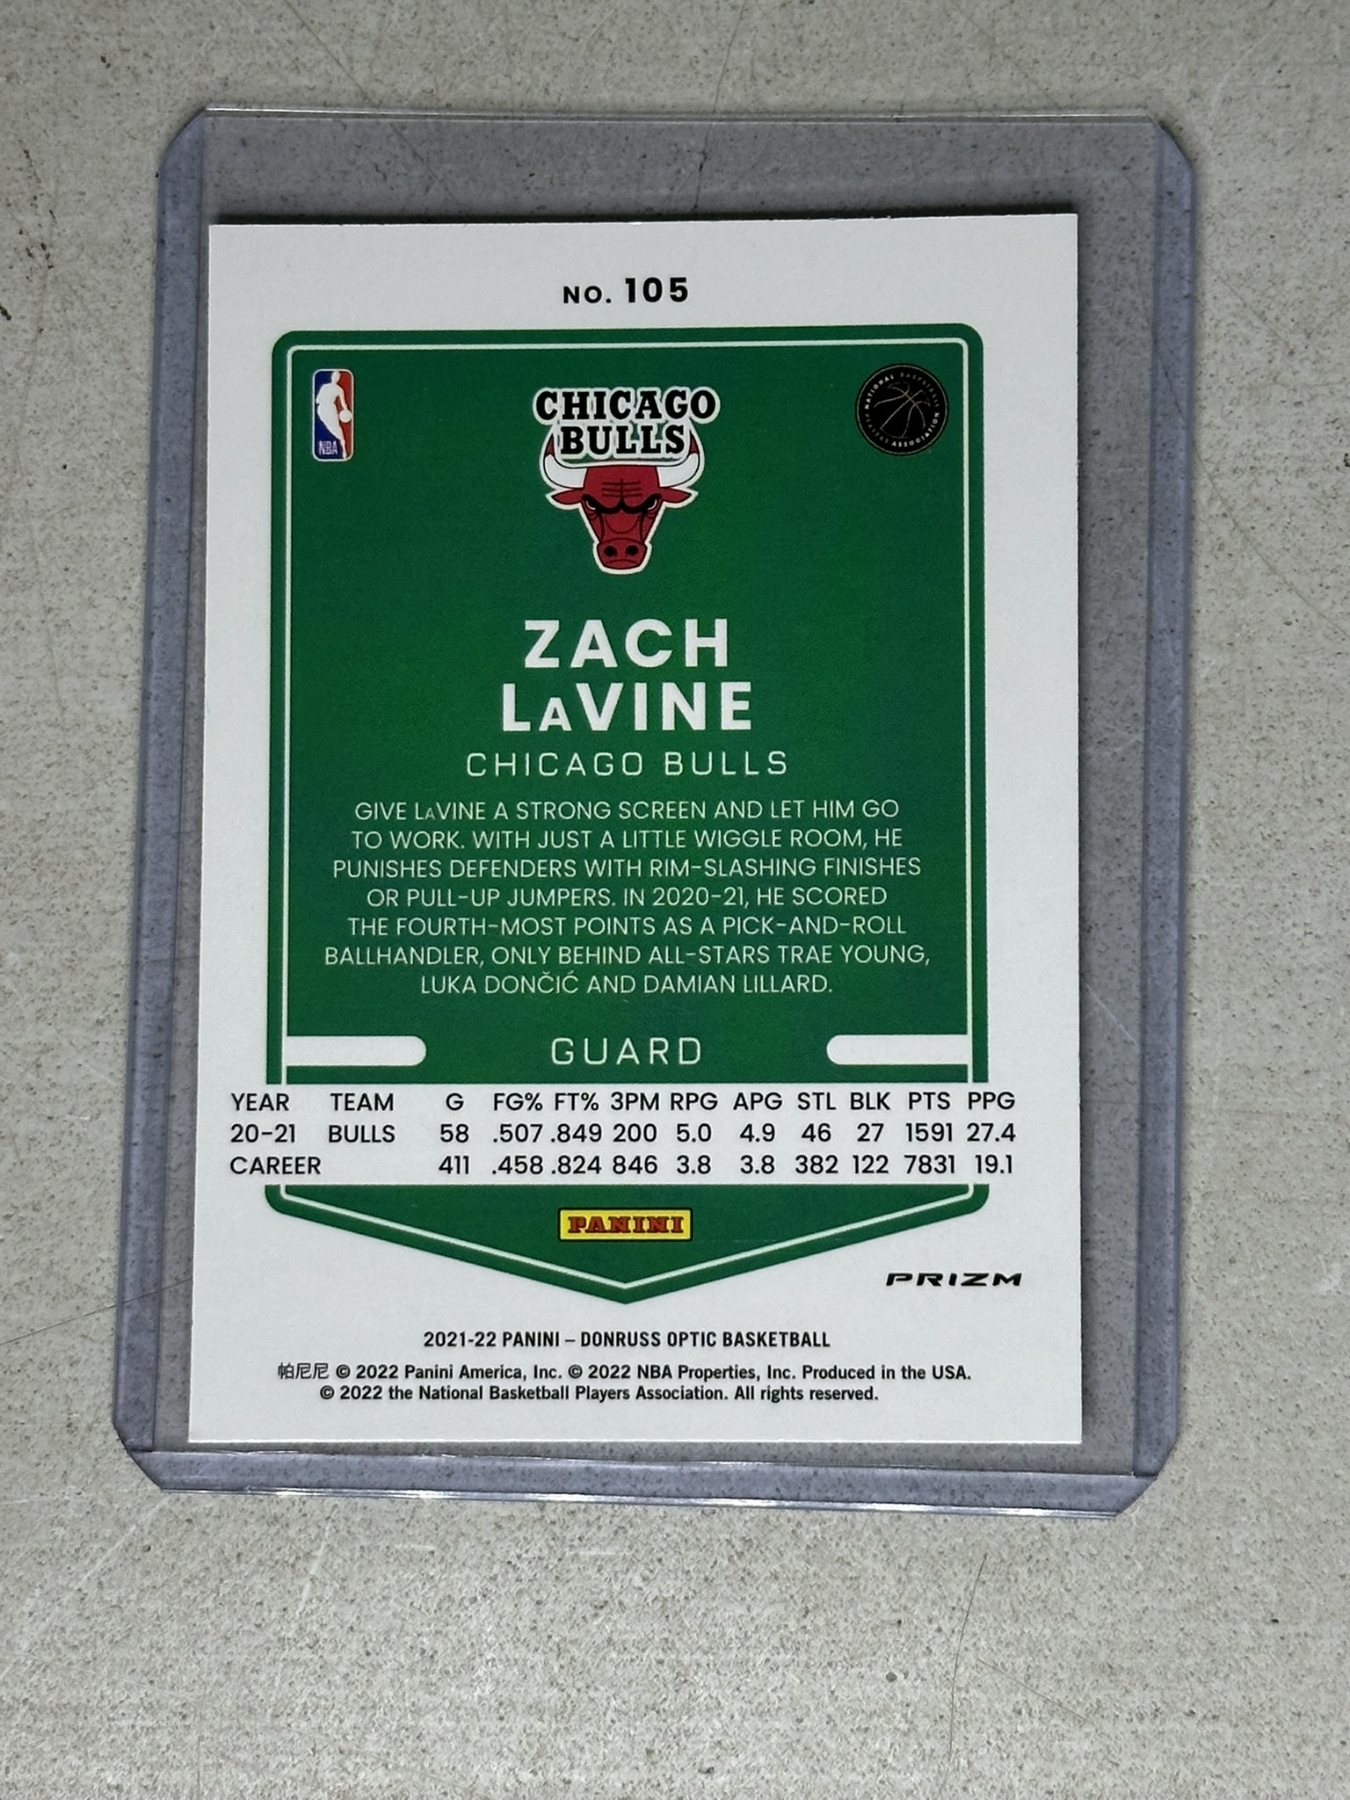 NO. 105
NBA
NATIONAL BASKETBALL
PLAYERS ASSOCIATION
CHICAGO
BULLS
ZACH
LaVINE
CHICAGO BULLS
GIVE LaVINE A STRONG SCREEN AND LET HIM GO
TO WORK. WITH JUST A LITTLE WIGGLE ROOM, HE
PUNISHES DEFENDERS WITH RIM-SLASHING FINISHES
OR PULL-UP JUMPERS. IN 2020-21, HE SCORED
THE FOURTH-MOST POINTS AS A PICK-AND-ROLL
BALLHANDLER, ONLY BEHIND ALL-STARS TRAE YOUNG,
LUKA DONČIĆ AND DAMIAN LILLARD.
GUARD
YEAR TEAM G FG% FT% 3PM RPG APG STL BLK PTS PPG
20-21 BULLS 58 .507 .849 200 5.0 4.9 46 27 1591 27.4
CAREER 411 .458 .824 846 3.8 3.8 382 122 7831 19.1
PANINI
PRIZM
2021-22 PANINI – DONRUSS OPTIC BASKETBALL
帕尼尼 © 2022 Panini America, Inc. © 2022 NBA Properties, Inc. Produced in the USA.
© 2022 the National Basketball Players Association. All rights reserved.